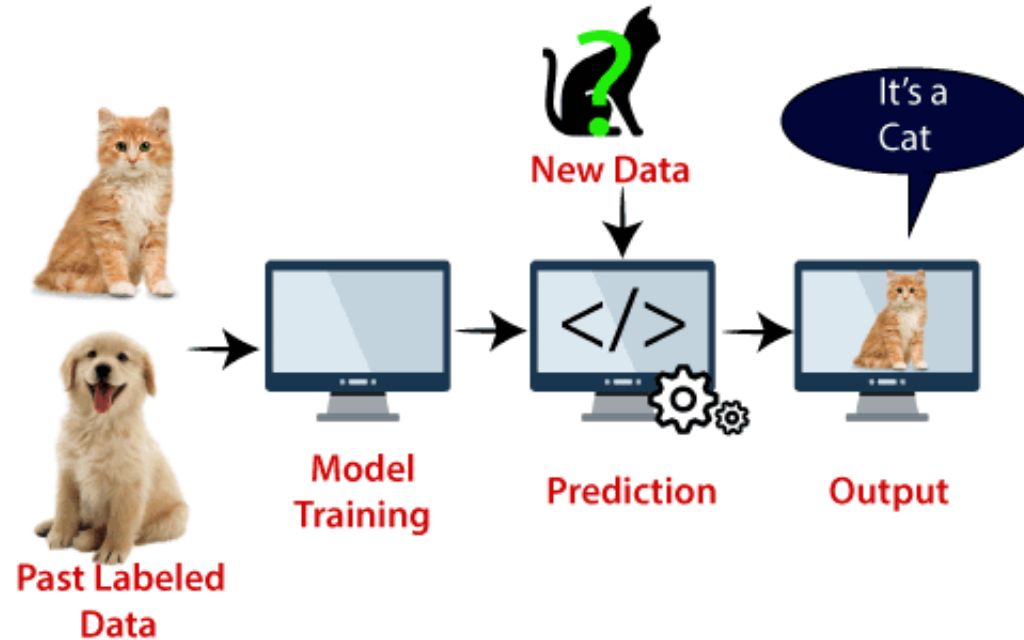 It's a
Cat
?
New Data
</>
Model
Training
Prediction
Output
Past Labeled
Data